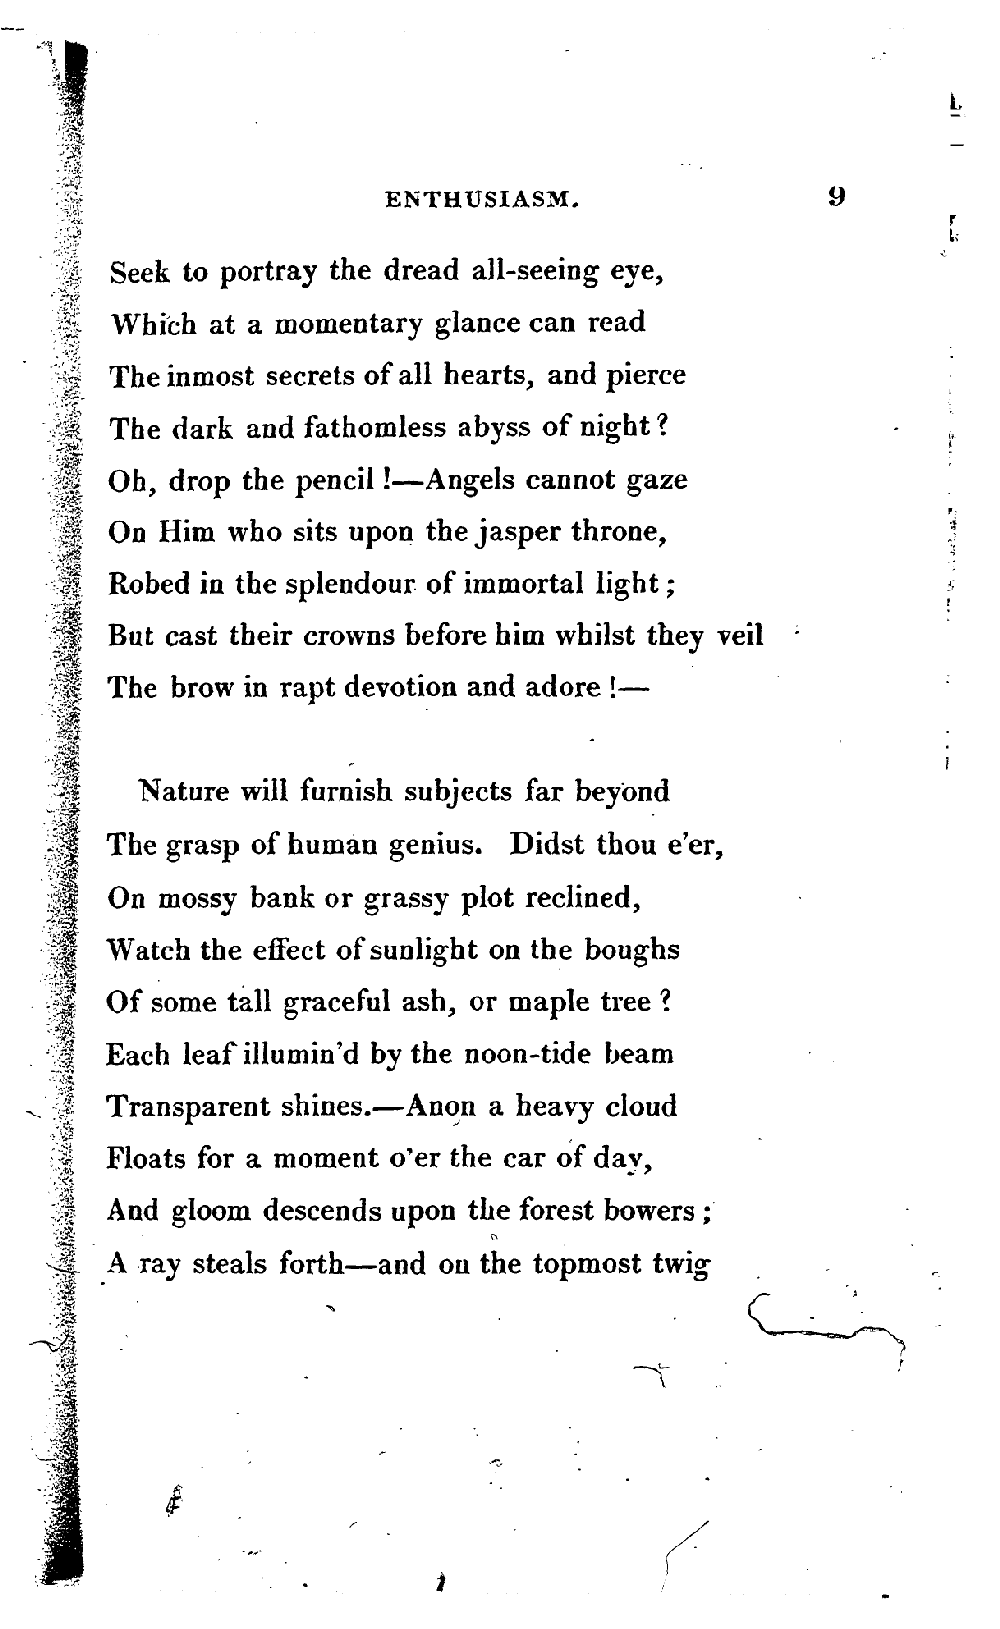 ENTHUSIASM. 9
Seek to portray the dread all-seeing eye,
Which at a momentary glance can read
The inmost secrets of all hearts, and pierce
The dark and fathomless abyss of night?
Oh, drop the pencil!—Angels cannot gaze
On Him who sits upon the jasper throne,
Robed in the splendour of immortal light;
But cast their crowns before him whilst they veil
The brow in rapt devotion and adore!—
Nature will furnish subjects far beyond
The grasp of human genius. Didst thou e'er,
On mossy bank or grassy plot reclined,
Watch the effect of sunlight on the boughs
Of some tall graceful ash, or maple tree?
Each leaf illumin'd by the noon-tide beam
Transparent shines.—Anon a heavy cloud
Floats for a moment o'er the car of day,
And gloom descends upon the forest bowers;
A ray steals forth—and on the topmost twig